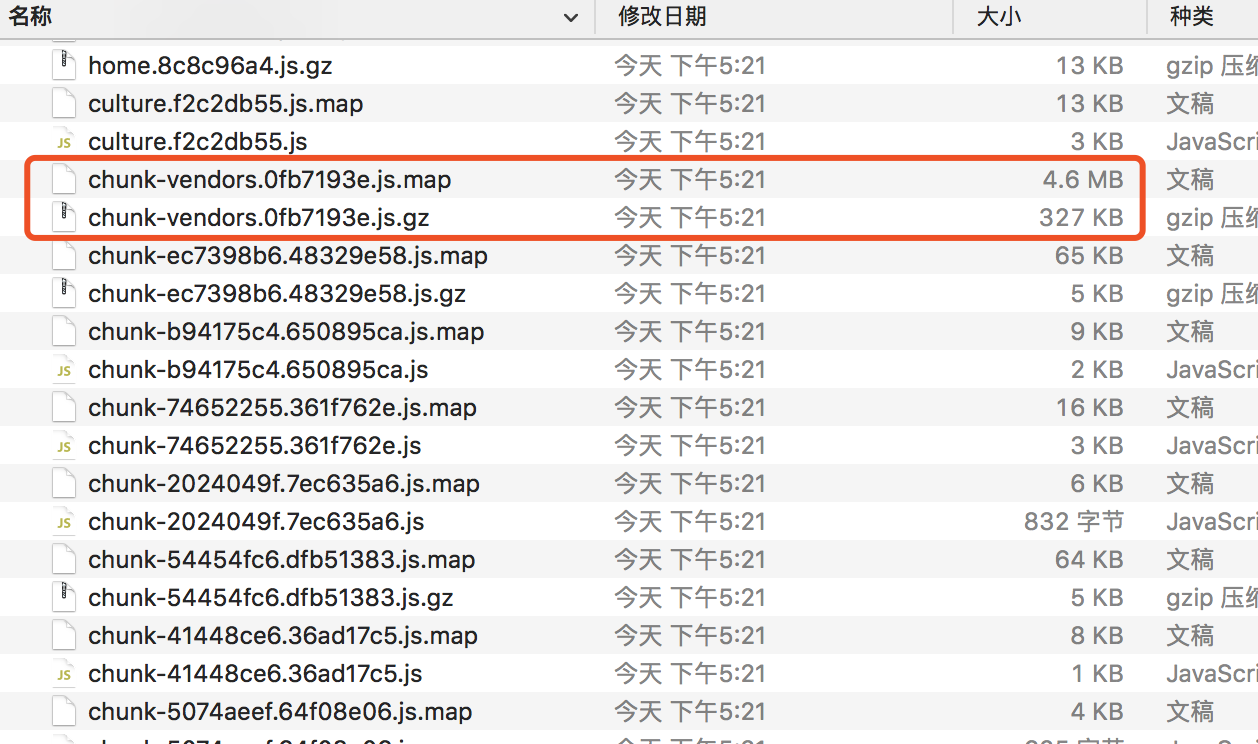 名称 修改日期 大小 种类
home.8c8c96a4.js.gz 今天 下午5:21 13 KB gzip 压缩
culture.f2c2db55.js.map 今天 下午5:21 13 KB 文稿
JS culture.f2c2db55.js 今天 下午5:21 3 KB JavaScri
chunk-vendors.0fb7193e.js.map 今天 下午5:21 4.6 MB 文稿
chunk-vendors.0fb7193e.js.gz 今天 下午5:21 327 KB gzip 压缩
chunk-ec7398b6.48329e58.js.map 今天 下午5:21 65 KB 文稿
chunk-ec7398b6.48329e58.js.gz 今天 下午5:21 5 KB gzip 压缩
chunk-b94175c4.650895ca.js.map 今天 下午5:21 9 KB 文稿
JS chunk-b94175c4.650895ca.js 今天 下午5:21 2 KB JavaScri
chunk-74652255.361f762e.js.map 今天 下午5:21 16 KB 文稿
JS chunk-74652255.361f762e.js 今天 下午5:21 3 KB JavaScri
chunk-2024049f.7ec635a6.js.map 今天 下午5:21 6 KB 文稿
JS chunk-2024049f.7ec635a6.js 今天 下午5:21 832 字节 JavaScri
chunk-54454fc6.dfb51383.js.map 今天 下午5:21 64 KB 文稿
chunk-54454fc6.dfb51383.js.gz 今天 下午5:21 5 KB gzip 压缩
chunk-41448ce6.36ad17c5.js.map 今天 下午5:21 8 KB 文稿
JS chunk-41448ce6.36ad17c5.js 今天 下午5:21 1 KB JavaScri
chunk-5074aeef.64f08e06.js.map 今天 下午5:21 4 KB 文稿